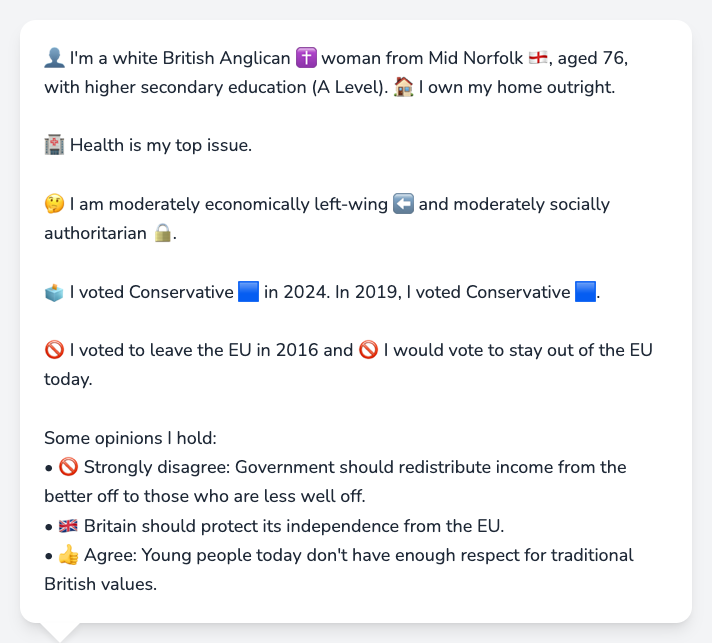 👤 I'm a white British Anglican ✝️ woman from Mid Norfolk 🏴󠁧󠁢󠁥󠁮󠁧󠁿, aged 76,
with higher secondary education (A Level). 🏠 I own my home outright.
🏥 Health is my top issue.
🤔 I am moderately economically left-wing ⬅️ and moderately socially
authoritarian 🔒.
🗳️ I voted Conservative 🟦 in 2024. In 2019, I voted Conservative 🟦.
🚫 I voted to leave the EU in 2016 and 🚫 I would vote to stay out of the EU
today.
Some opinions I hold:
• 🚫 Strongly disagree: Government should redistribute income from the
better off to those who are less well off.
• 🇬🇧 Britain should protect its independence from the EU.
• 👍 Agree: Young people today don't have enough respect for traditional
British values.